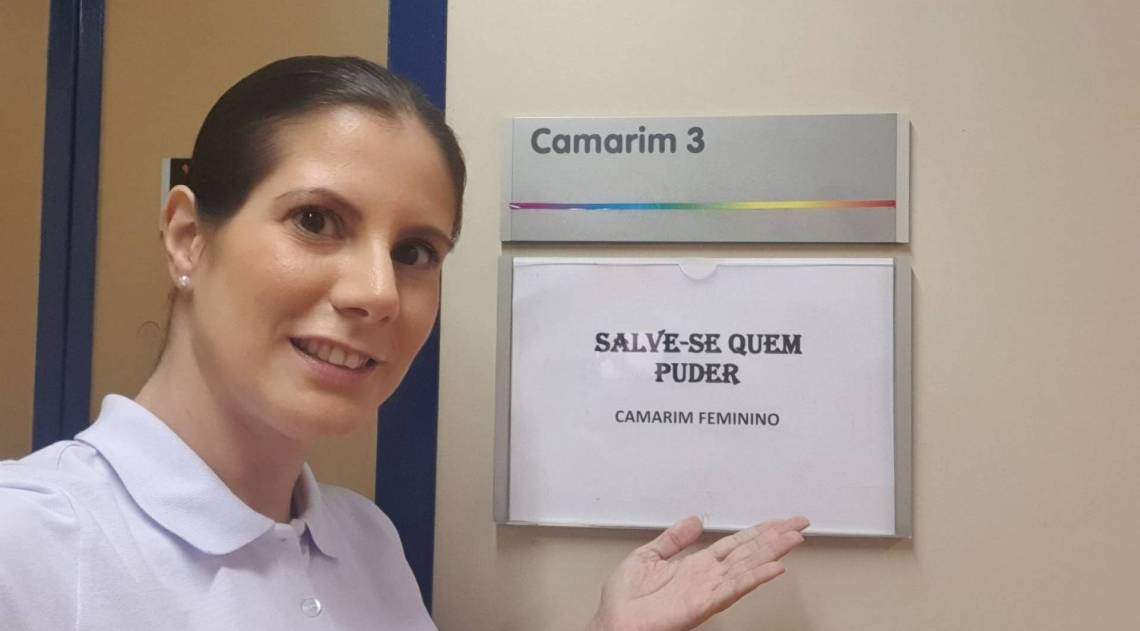 Camarim 3
SALVE-SE QUEM
PUDER
CAMARIM FEMININO